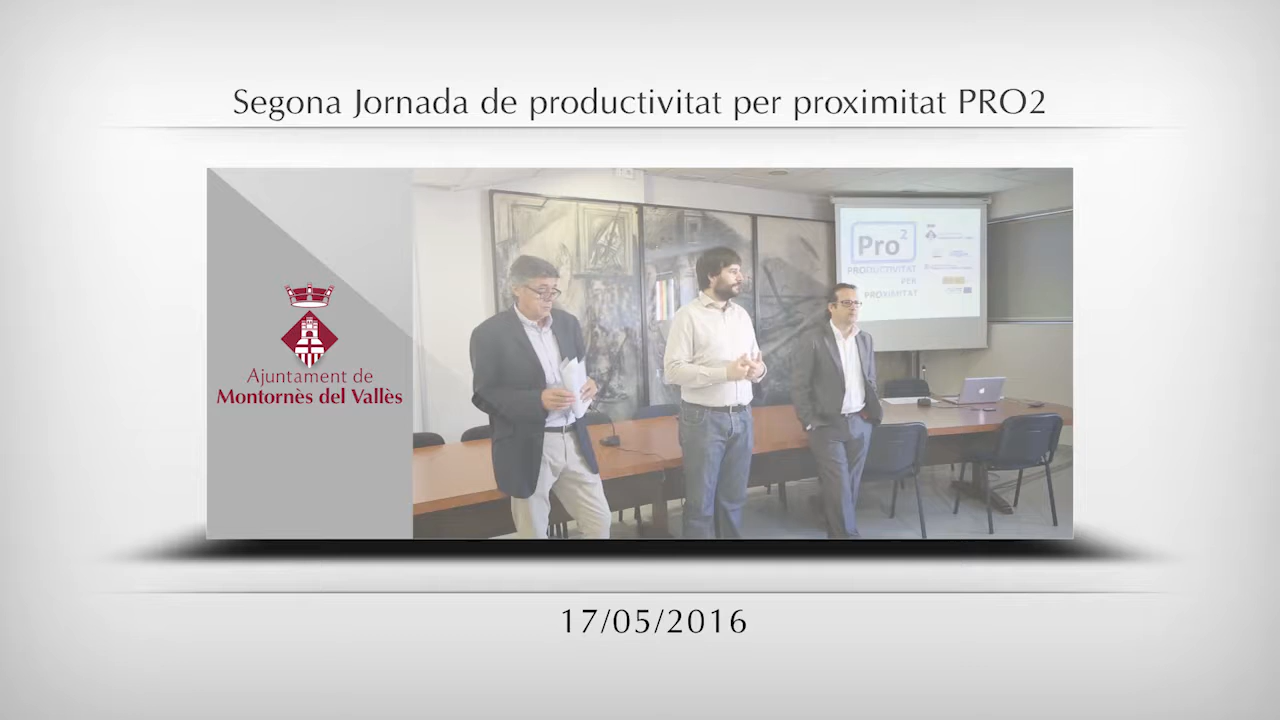 Segona Jornada de productivitat per proximitat PRO2
Ajuntament de
Montornès del Vallès
Pro2
PRODUCTIVITAT
PER
PROXIMITAT
17/05/2016